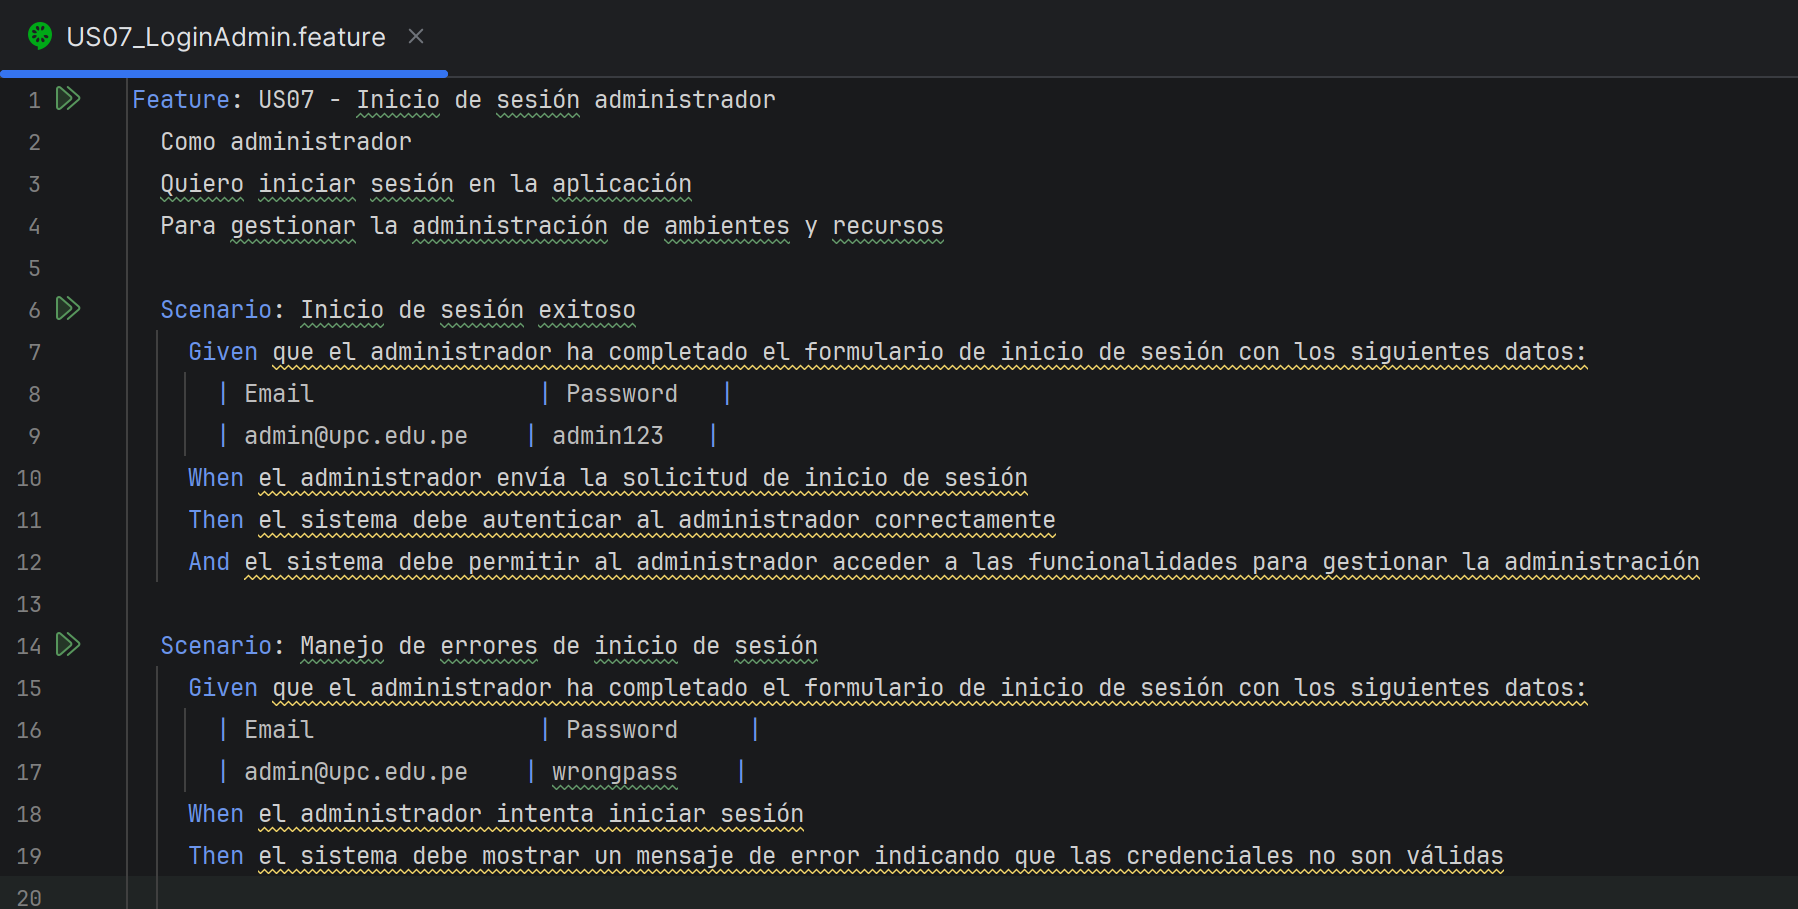 US07_LoginAdmin.feature
1 Feature: US07 - Inicio de sesión administrador
2 Como administrador
3 Quiero iniciar sesión en la aplicación
4 Para gestionar la administración de ambientes y recursos
5
6 Scenario: Inicio de sesión exitoso
7 Given que el administrador ha completado el formulario de inicio de sesión con los siguientes datos:
8 | Email | Password |
9 | admin@upc.edu.pe | admin123 |
10 When el administrador envía la solicitud de inicio de sesión
11 Then el sistema debe autenticar al administrador correctamente
12 And el sistema debe permitir al administrador acceder a las funcionalidades para gestionar la administración
13
14 Scenario: Manejo de errores de inicio de sesión
15 Given que el administrador ha completado el formulario de inicio de sesión con los siguientes datos:
16 | Email | Password |
17 | admin@upc.edu.pe | wrongpass |
18 When el administrador intenta iniciar sesión
19 Then el sistema debe mostrar un mensaje de error indicando que las credenciales no son válidas
20